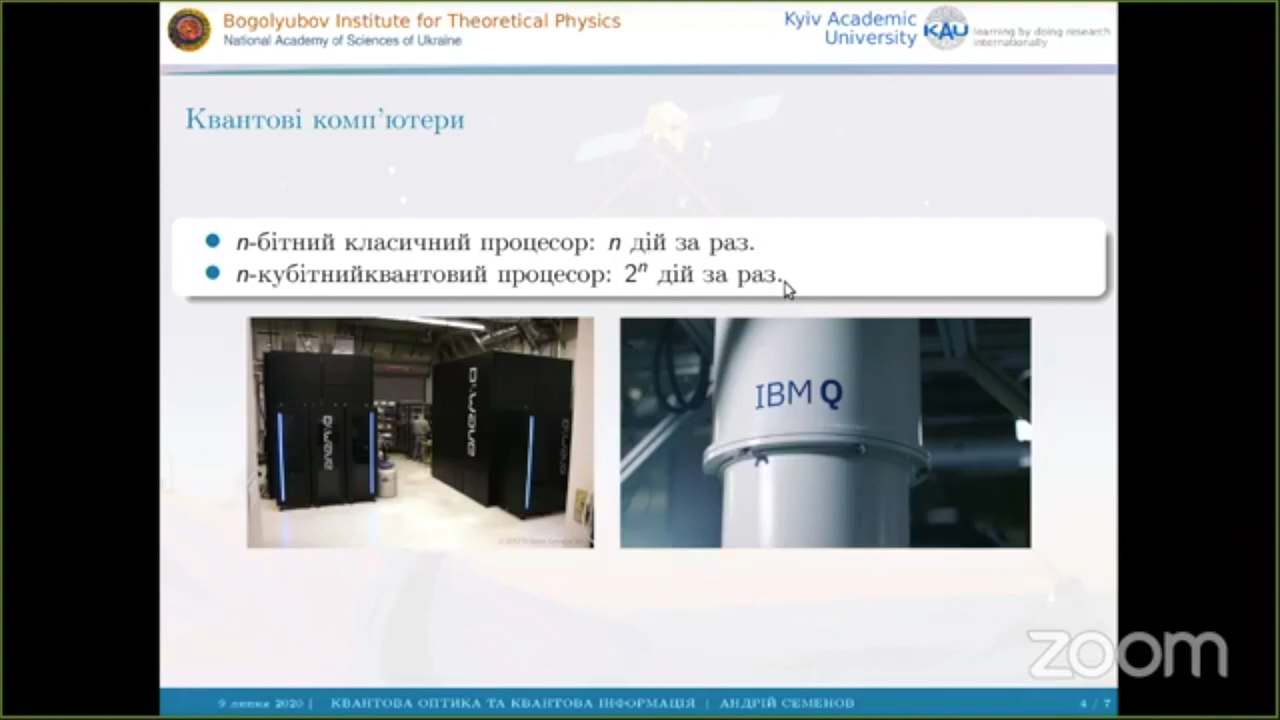 Bogolyubov Institute for Theoretical Physics
National Academy of Sciences of Ukraine
Kyiv Academic
University
KAU
learning by doing research
internationally
Квантові комп'ютери
n-бітний класичний процесор: n дій за раз.
n-кубітнийквантовий процесор: 2ⁿ дій за раз.
D:wave
D:wave
IBM Q
zoom
9 липня 2020 | КВАНТОВА ОПТИКА ТА КВАНТОВА ІНФОРМАЦІЯ | АНДРІЙ СЕМЕНОВ 4 / 7